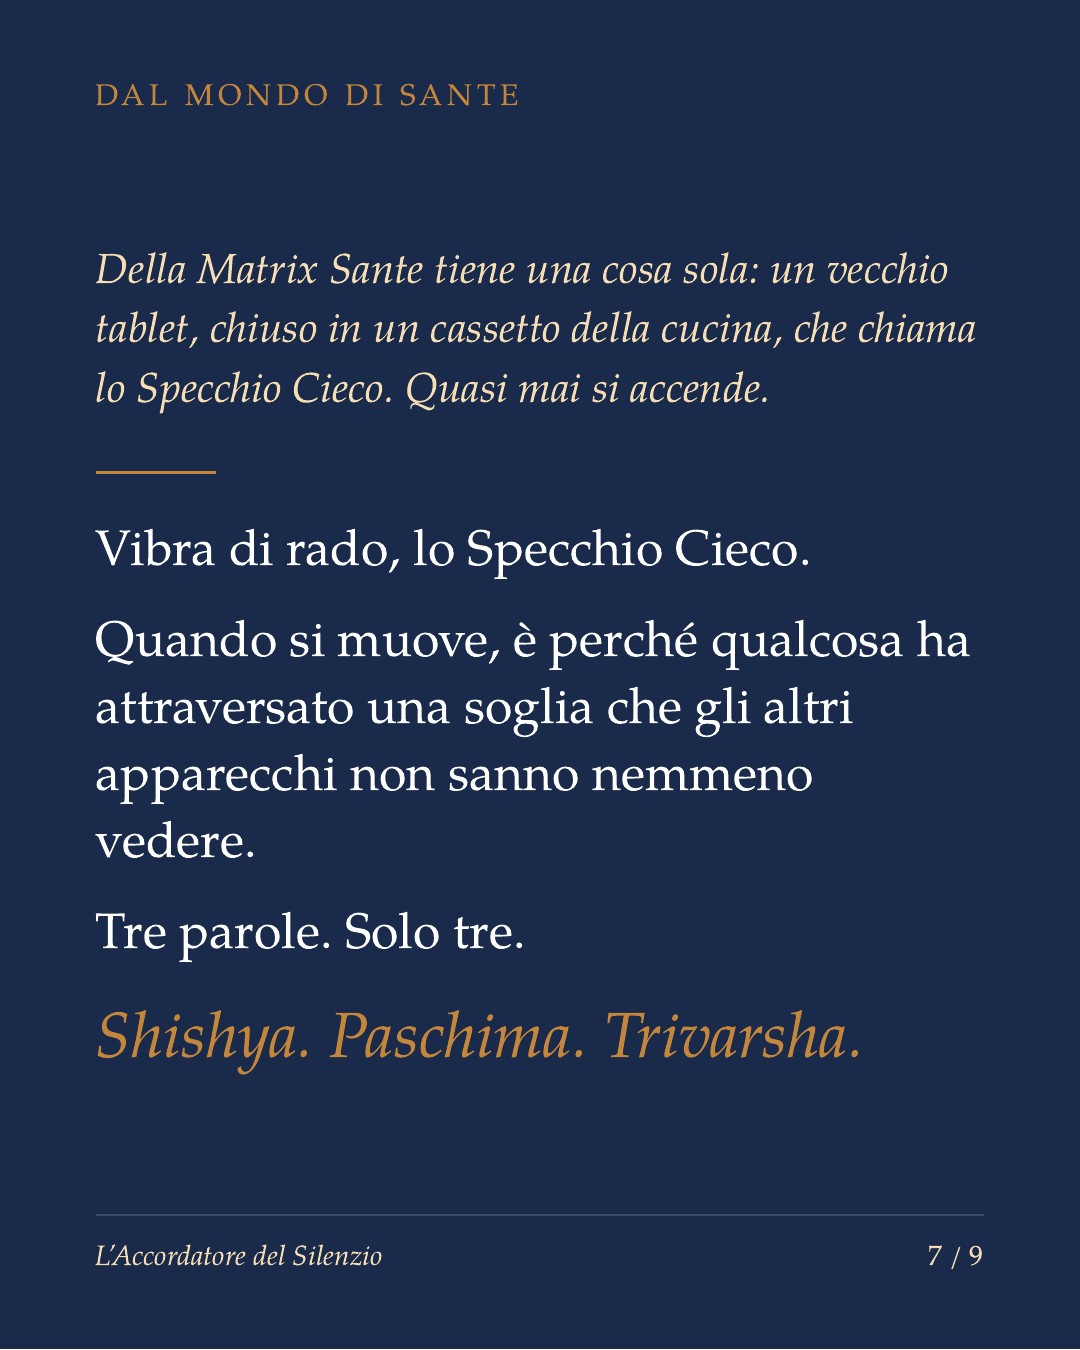 DAL MONDO DI SANTE
Della Matrix Sante tiene una cosa sola: un vecchio
tablet, chiuso in un cassetto della cucina, che chiama
lo Specchio Cieco. Quasi mai si accende.
Vibra di rado, lo Specchio Cieco.
Quando si muove, è perché qualcosa ha
attraversato una soglia che gli altri
apparecchi non sanno nemmeno
vedere.
Tre parole. Solo tre.
Shishya. Paschima. Trivarsha.
L'Accordatore del Silenzio
7 / 9